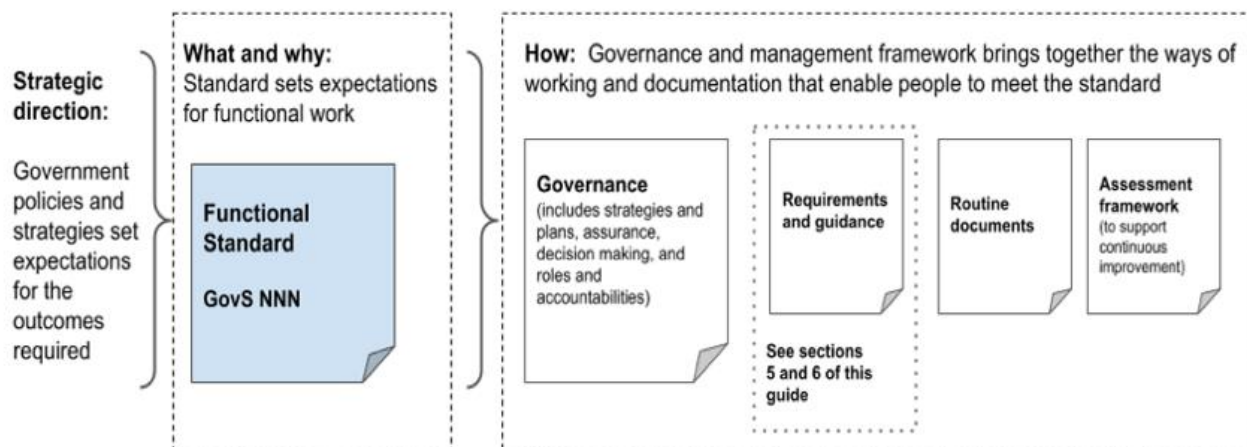 Strategic
direction:
Government
policies and
strategies set
expectations
for the
outcomes
required
What and why:
Standard sets expectations
for functional work
Functional
Standard
GovS NNN
How: Governance and management framework brings together the ways of
working and documentation that enable people to meet the standard
Governance
(includes strategies and
plans, assurance,
decision making, and
roles and
accountabilities)
Requirements
and guidance
See sections
5 and 6 of this
guide
Routine
documents
Assessment
framework
(to support
continuous
improvement)